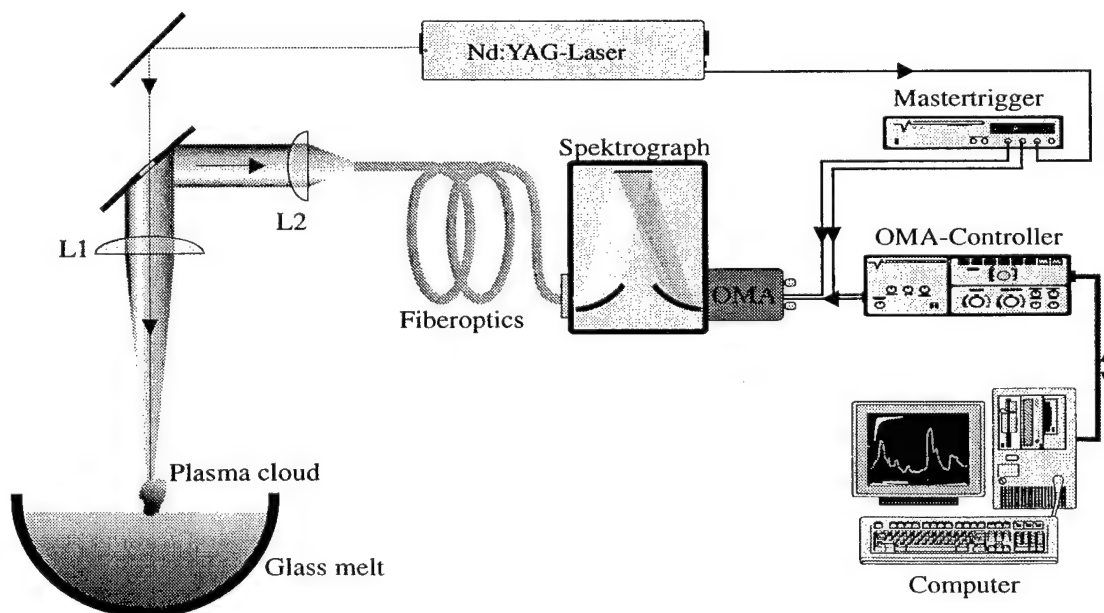 Nd:YAG-Laser
Mastertrigger
Spektrograph
L2
L1
OMA-Controller
OMA
Fiberoptics
Plasma cloud
Glass melt
Computer